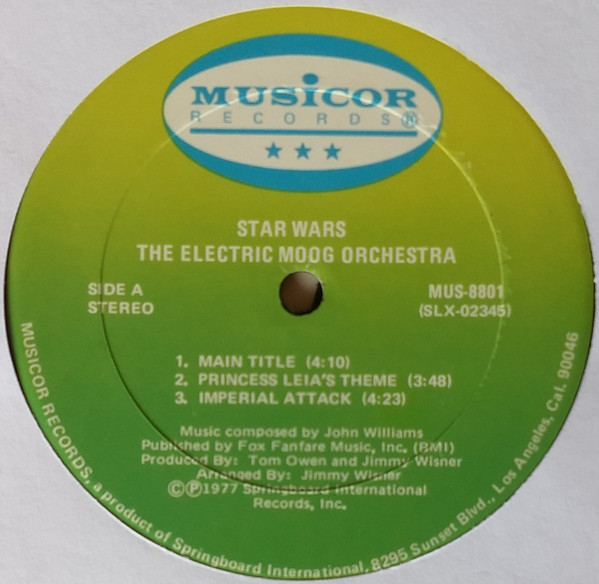 MUSICOR
RECORDS®
STAR WARS
THE ELECTRIC MOOG ORCHESTRA
SIDE A
STEREO
MUS-8801
(SLX-02345)
1. MAIN TITLE (4:10)
2. PRINCESS LEIA'S THEME (3:48)
3. IMPERIAL ATTACK (4:23)
Music composed by John Williams
Published by Fox Fanfare Music, Inc. (BMI)
Produced By: Tom Owen and Jimmy Wisner
Arranged By: Jimmy Wisner
©℗1977 Springboard International
Records, Inc.
MUSICOR RECORDS, a product of Springboard International, 8295 Sunset Blvd., Los Angeles, Cal. 90046